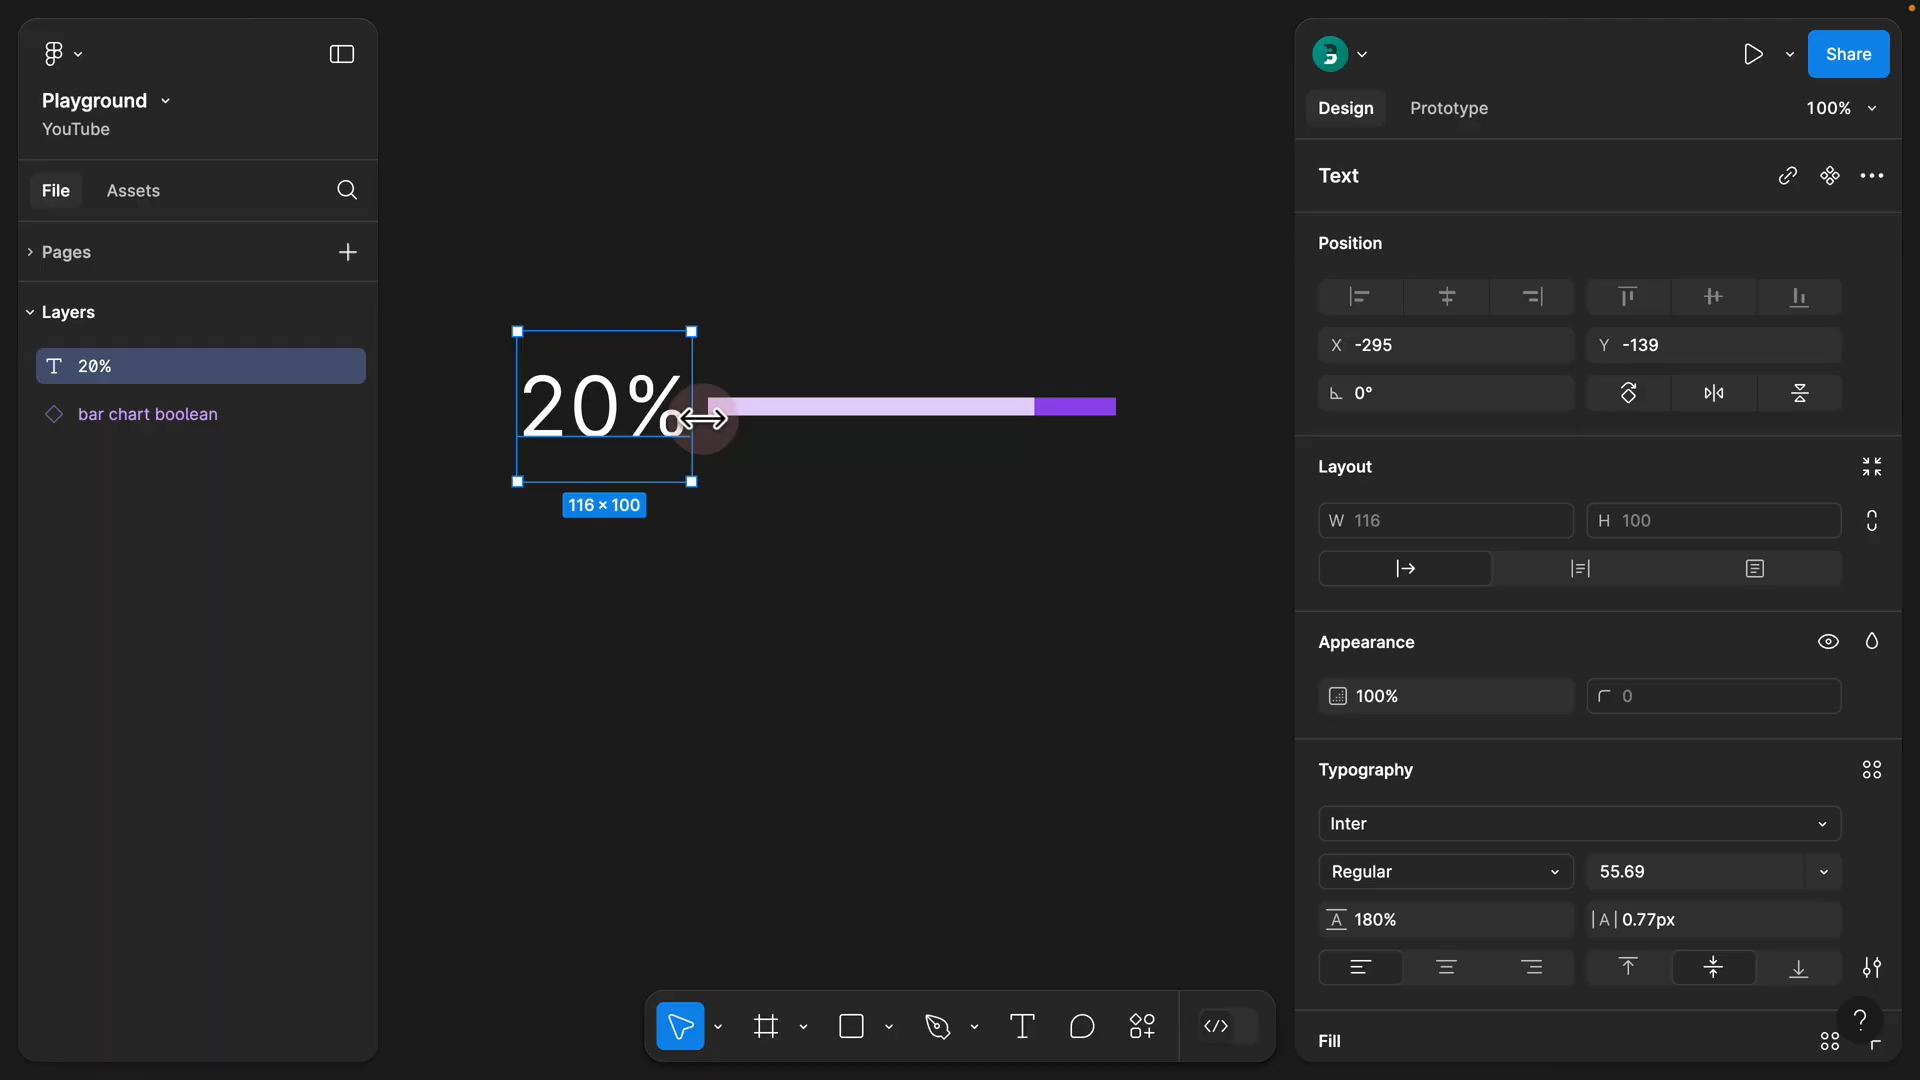 Playground
YouTube
File
Assets
Pages
Layers
20%
bar chart boolean
20%
116 × 100
Share
Design
Prototype
100%
Text
Position
X -295
Y -139
0°
Layout
W 116
H 100
Appearance
100%
0
Typography
Inter
Regular
55.69
A 180%
|A| 0.77px
Fill
?